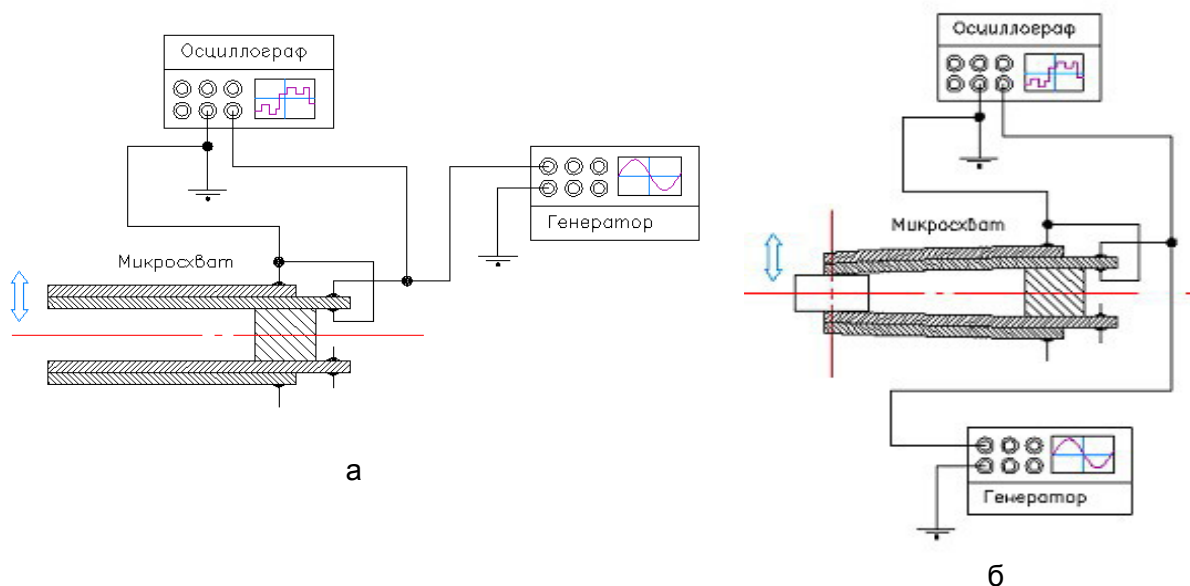 Осциллограф
Генератор
Микросхват
а
Осциллограф
Микросхват
Генератор
б